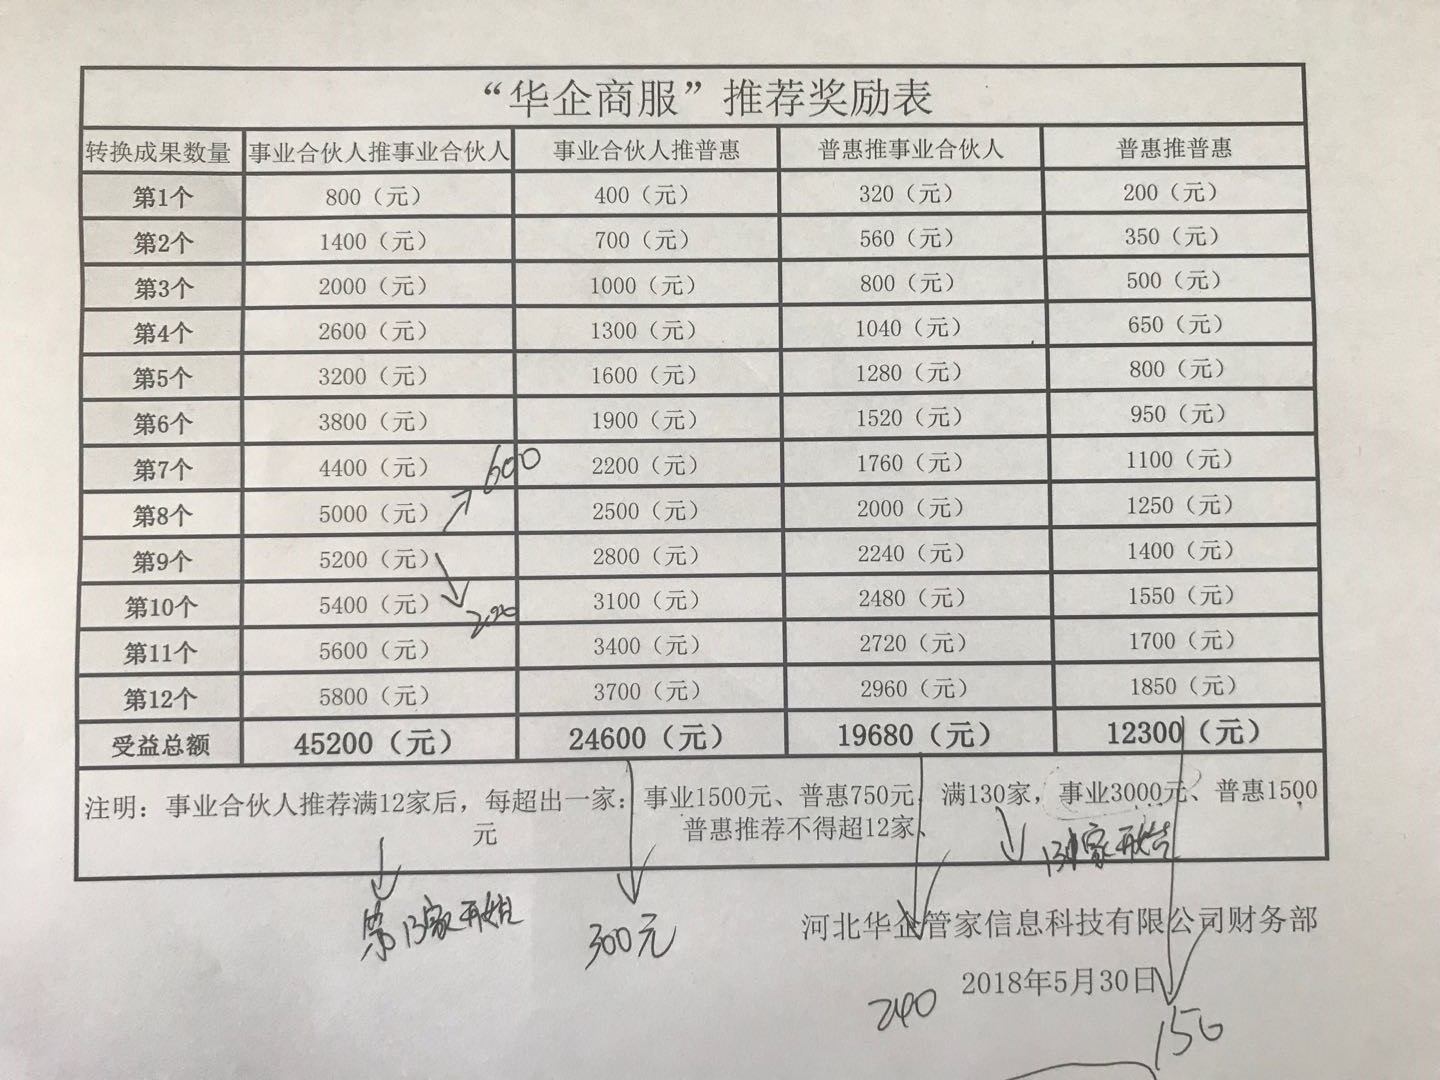 “华企商服”推荐奖励表
转换成果数量 事业合伙人推事业合伙人 事业合伙人推普惠 普惠推事业合伙人 普惠推普惠
第1个 800（元） 400（元） 320（元） 200（元）
第2个 1400（元） 700（元） 560（元） 350（元）
第3个 2000（元） 1000（元） 800（元） 500（元）
第4个 2600（元） 1300（元） 1040（元） 650（元）
第5个 3200（元） 1600（元） 1280（元） 800（元）
第6个 3800（元） 1900（元） 1520（元） 950（元）
第7个 4400（元） 2200（元） 1760（元） 1100（元）
600
第8个 5000（元） 2500（元） 2000（元） 1250（元）
第9个 5200（元） 2800（元） 2240（元） 1400（元）
第10个 5400（元） 3100（元） 2480（元） 1550（元）
200
第11个 5600（元） 3400（元） 2720（元） 1700（元）
第12个 5800（元） 3700（元） 2960（元） 1850（元）
受益总额 45200（元） 24600（元） 19680（元） 12300（元）
注明：事业合伙人推荐满12家后，每超出一家：事业1500元、普惠750元，满130家，事业3000元、普惠1500
元 普惠推荐不得超12家、
131家开始
第13家开始
300元
河北华企管家信息科技有限公司财务部
2018年5月30日
240
150